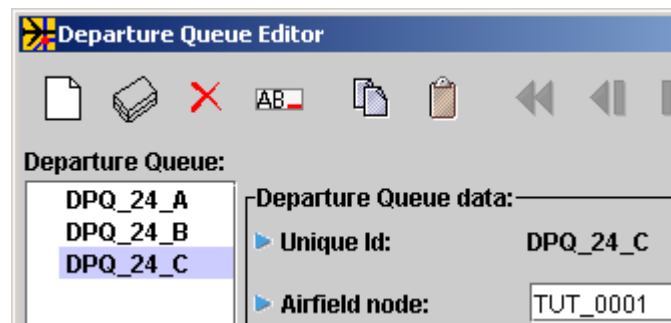 Departure Queue Editor
AB
Departure Queue:
DPQ_24_A
DPQ_24_B
DPQ_24_C
Departure Queue data:
Unique Id:
DPQ_24_C
Airfield node:
TUT_0001